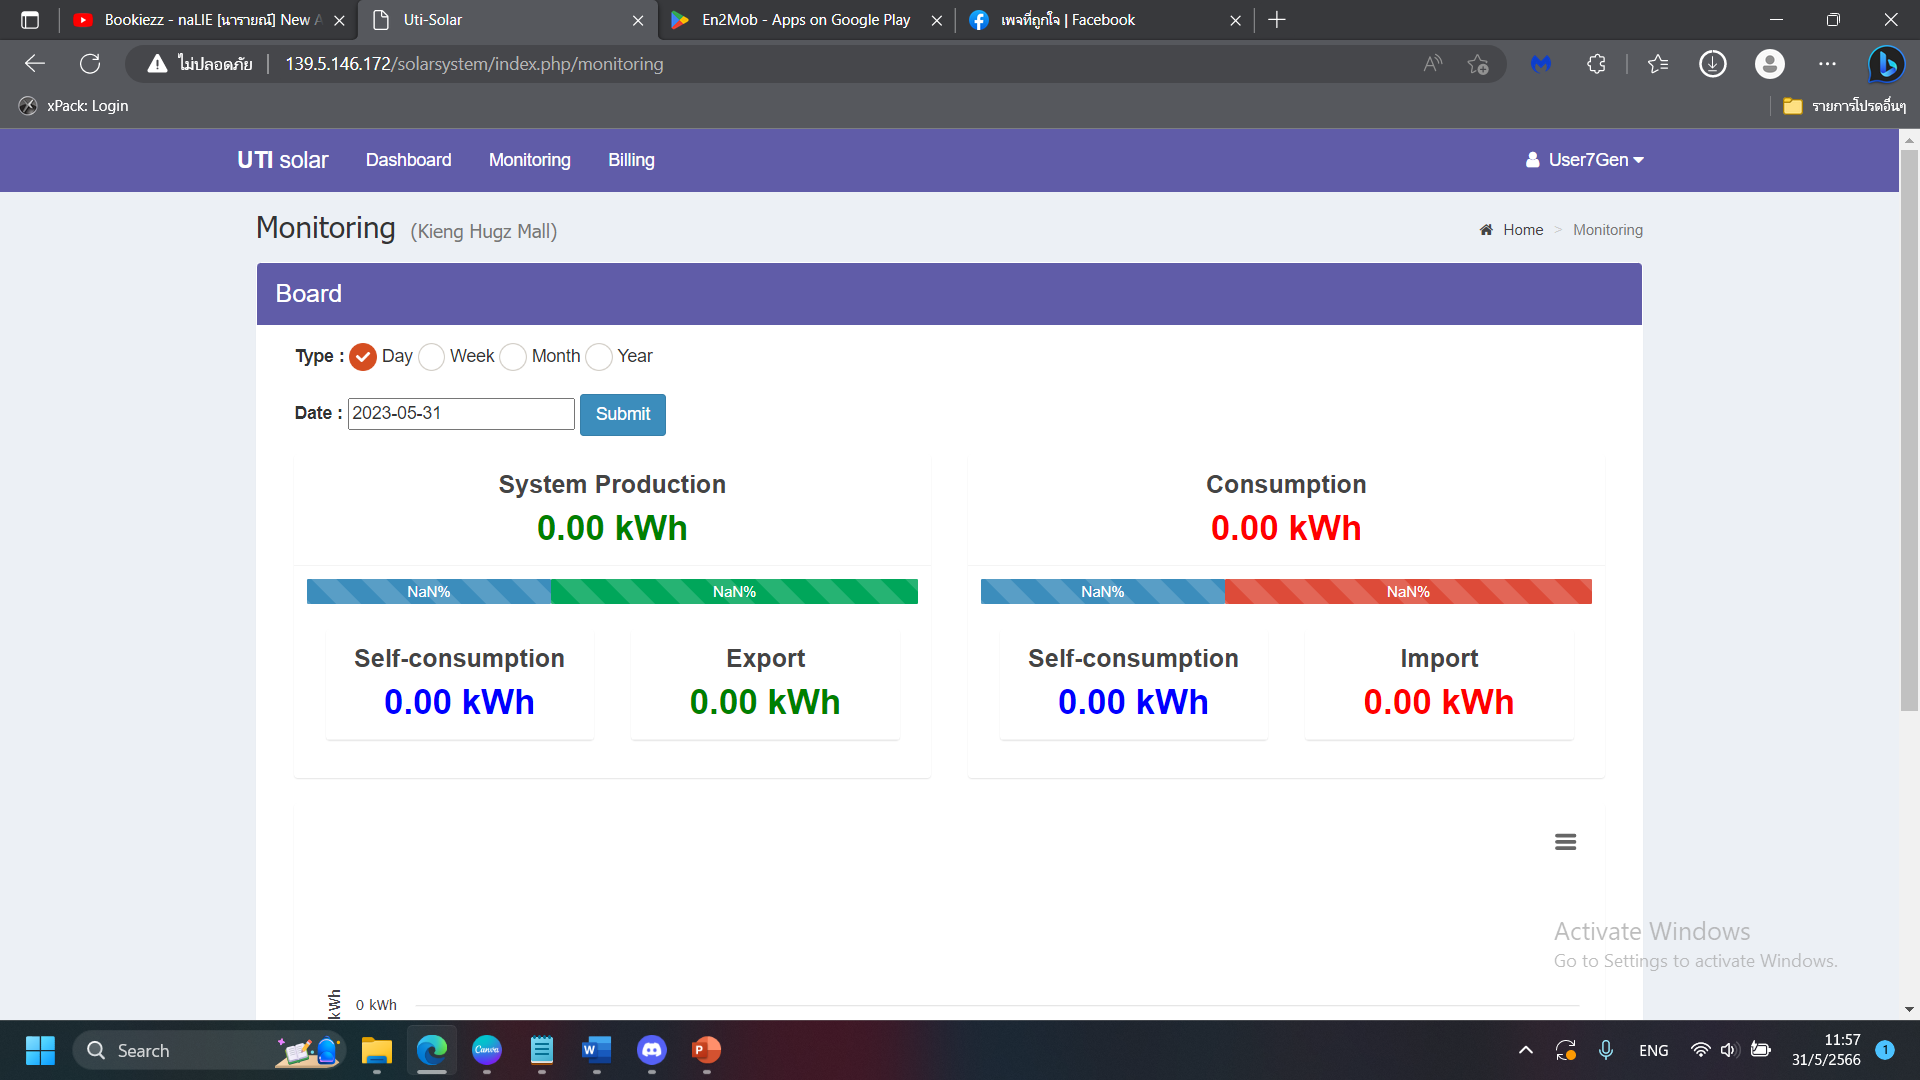 Bookiezz - naLIE [นารายณ์] New A
Uti-Solar
En2Mob - Apps on Google Play
เพจที่ถูกใจ | Facebook
ไม่ปลอดภัย
139.5.146.172/solarsystem/index.php/monitoring
xPack: Login
รายการโปรดอื่นๆ
UTI solar
Dashboard
Monitoring
Billing
User7Gen
Monitoring (Kieng Hugz Mall)
Home > Monitoring
Board
Type : Day Week Month Year
Date : 2023-05-31 Submit
System Production
0.00 kWh
NaN% NaN%
Self-consumption
0.00 kWh
Export
0.00 kWh
Consumption
0.00 kWh
NaN% NaN%
Self-consumption
0.00 kWh
Import
0.00 kWh
kWh
0 kWh
Activate Windows
Go to Settings to activate Windows.
Search
Canva
W
P
ENG
11:57
31/5/2566
1